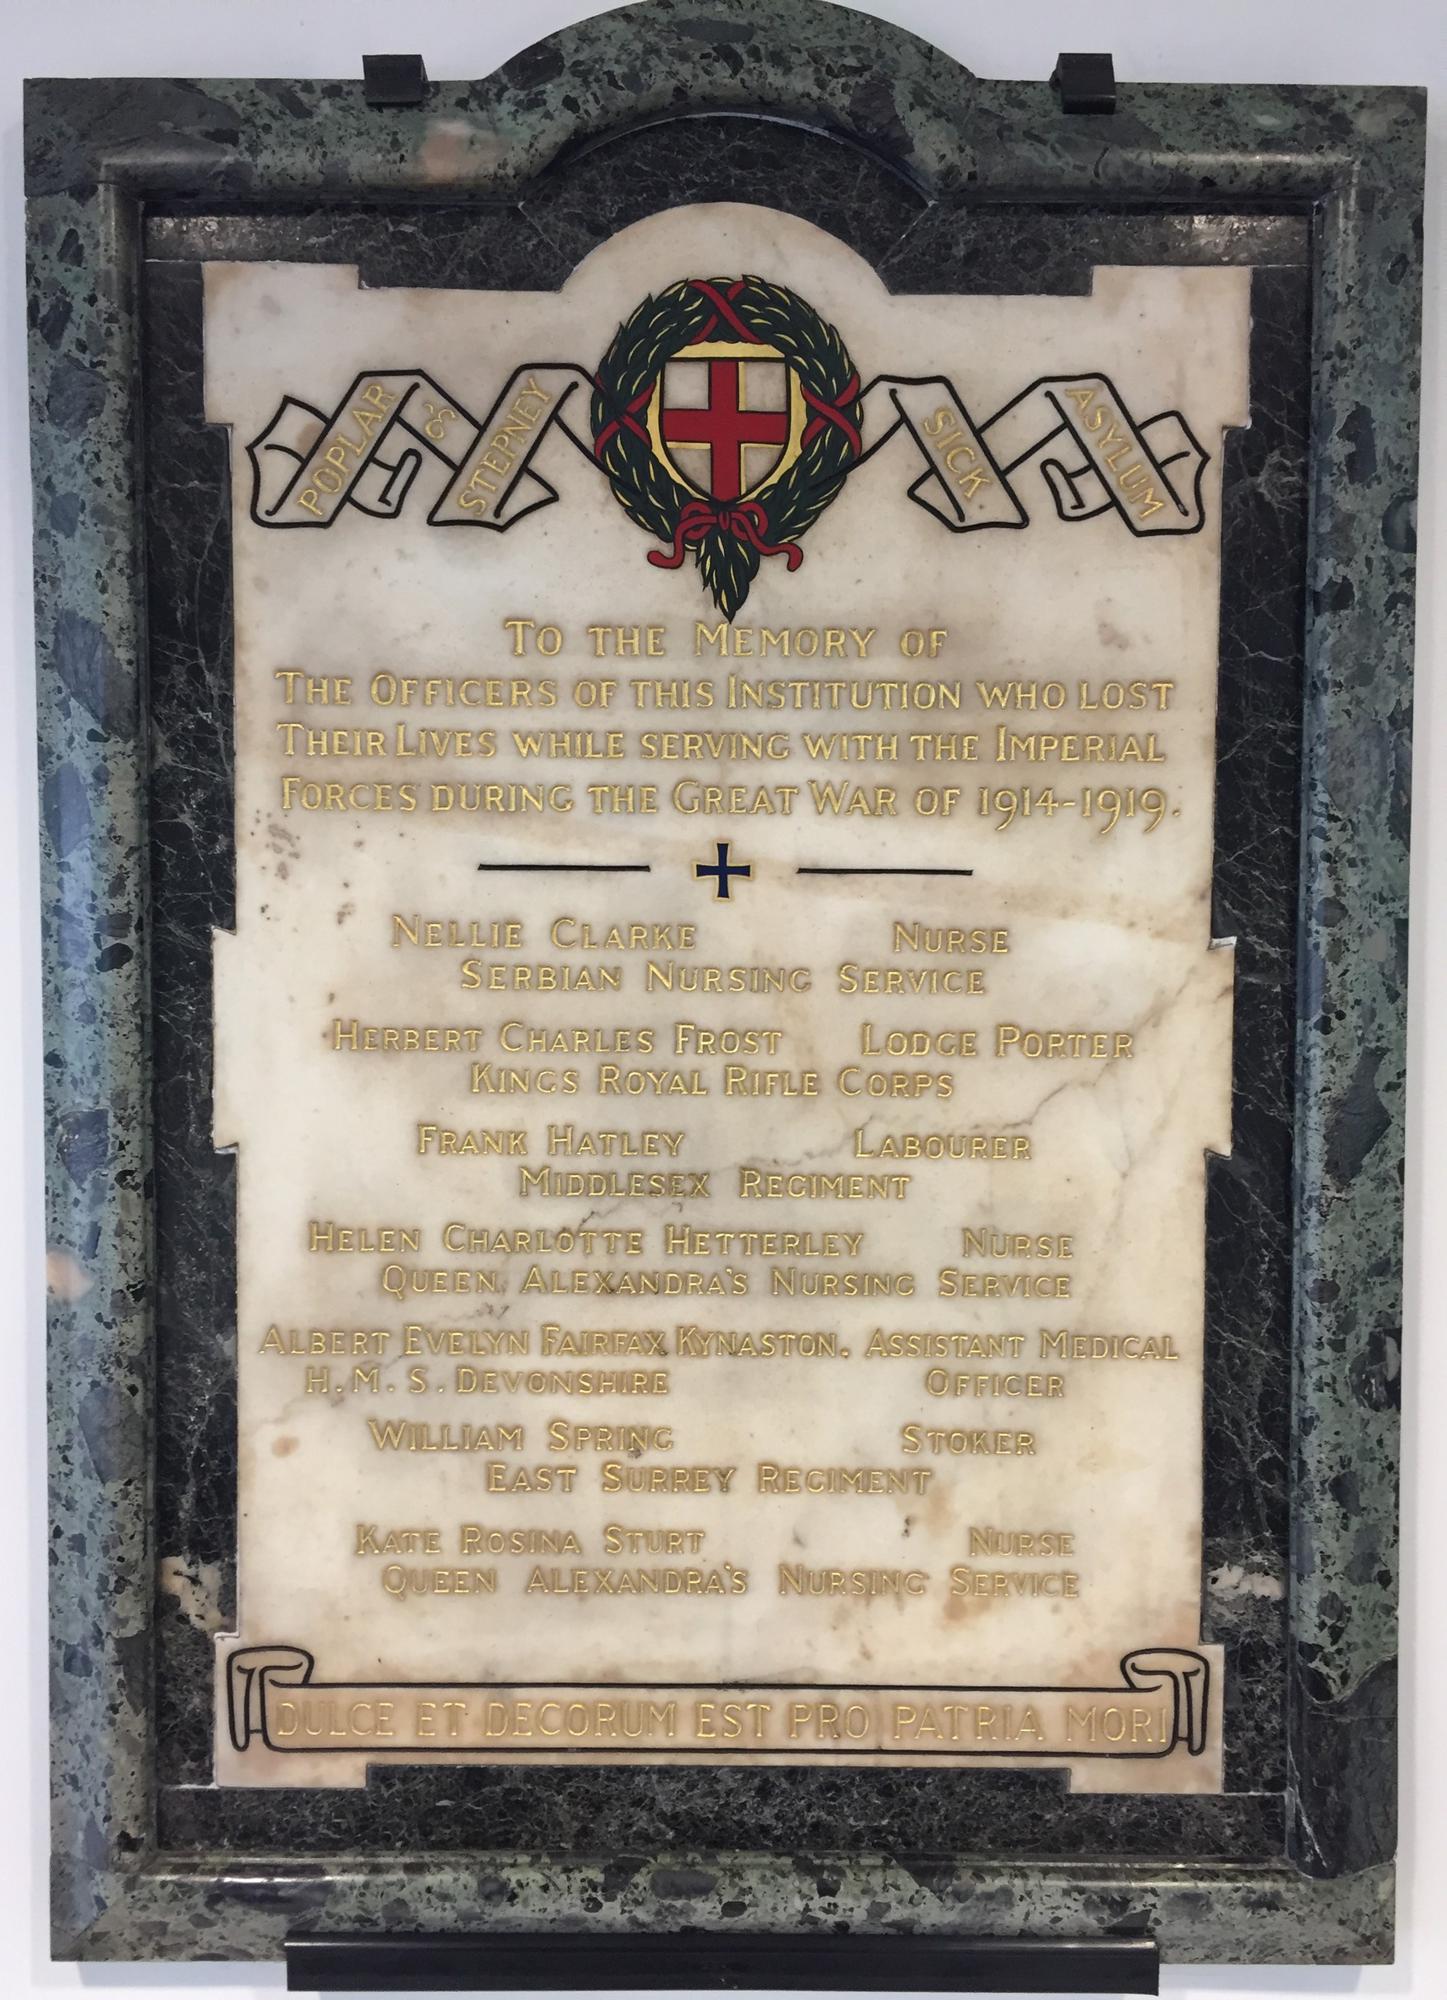 POPLAR & STEPNEY SICK ASYLUM
TO THE MEMORY OF
THE OFFICERS OF THIS INSTITUTION WHO LOST
THEIR LIVES WHILE SERVING WITH THE IMPERIAL
FORCES DURING THE GREAT WAR OF 1914-1919.
NELLIE CLARKE NURSE
SERBIAN NURSING SERVICE
HERBERT CHARLES FROST LODGE PORTER
KINGS ROYAL RIFLE CORPS
FRANK HATLEY LABOURER
MIDDLESEX REGIMENT
HELEN CHARLOTTE HETTERLEY NURSE
QUEEN ALEXANDRA'S NURSING SERVICE
ALBERT EVELYN FAIRFAX KYNASTON. ASSISTANT MEDICAL
H.M.S. DEVONSHIRE OFFICER
WILLIAM SPRING STOKER
EAST SURREY REGIMENT
KATE ROSINA STURT NURSE
QUEEN ALEXANDRA'S NURSING SERVICE
DULCE ET DECORUM EST PRO PATRIA MORI